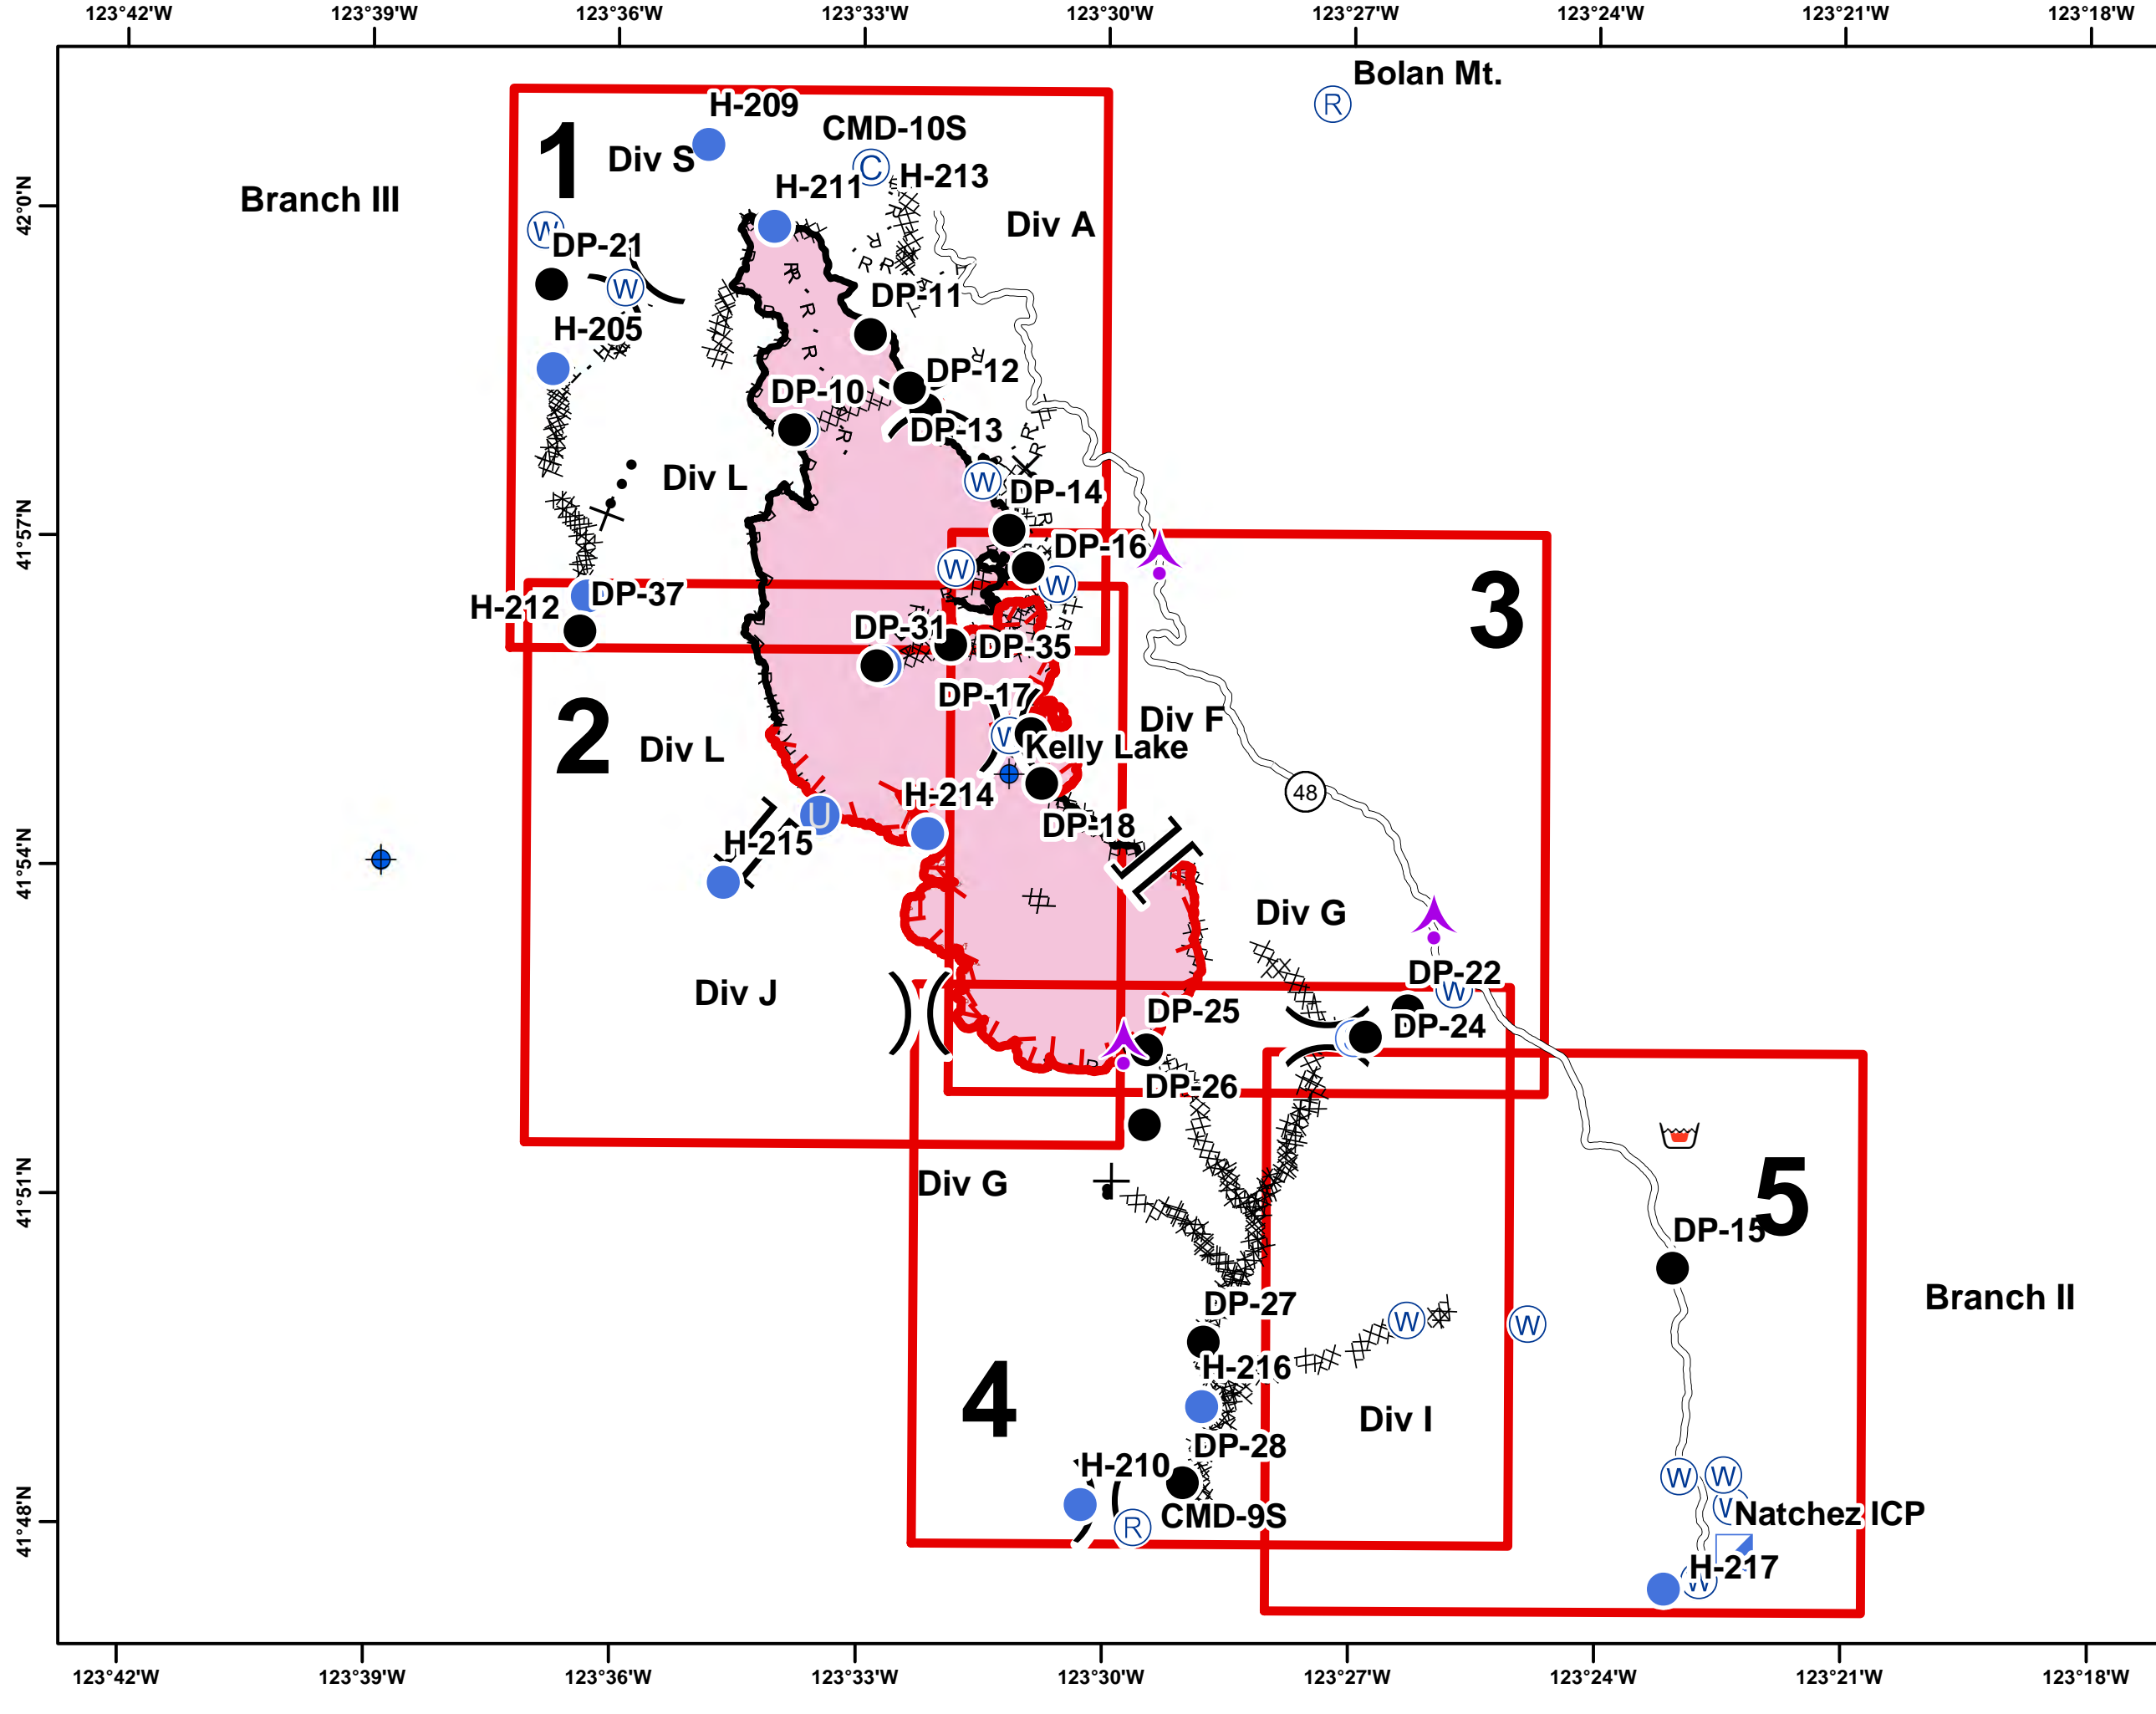 123°42'W 123°39'W 123°36'W 123°33'W 123°30'W 123°27'W 123°24'W 123°21'W 123°18'W
Bolan Mt.
R
H-209
1
CMD-10S
Div S
C
H-213
H-211
Branch III
42°0'N
Div A
W
DP-21
W
DP-11
H-205
DP-12
DP-10
DP-13
Div L
W
DP-14
41°57'N
DP-16
W
W
3
DP-37
H-212
DP-31
DP-35
DP-17
Div F
2
Div L
W
Kelly Lake
48
H-214
U
DP-18
H-215
41°54'N
Div G
DP-22
Div J
W
DP-25
DP-24
DP-26
41°51'N
Div G
5
DP-15
DP-27
Branch II
W
W
H-216
4
Div I
DP-28
H-210
W
W
W
CMD-9S
Natchez ICP
R
41°48'N
H-217
W
123°42'W 123°39'W 123°36'W 123°33'W 123°30'W 123°27'W 123°24'W 123°21'W 123°18'W